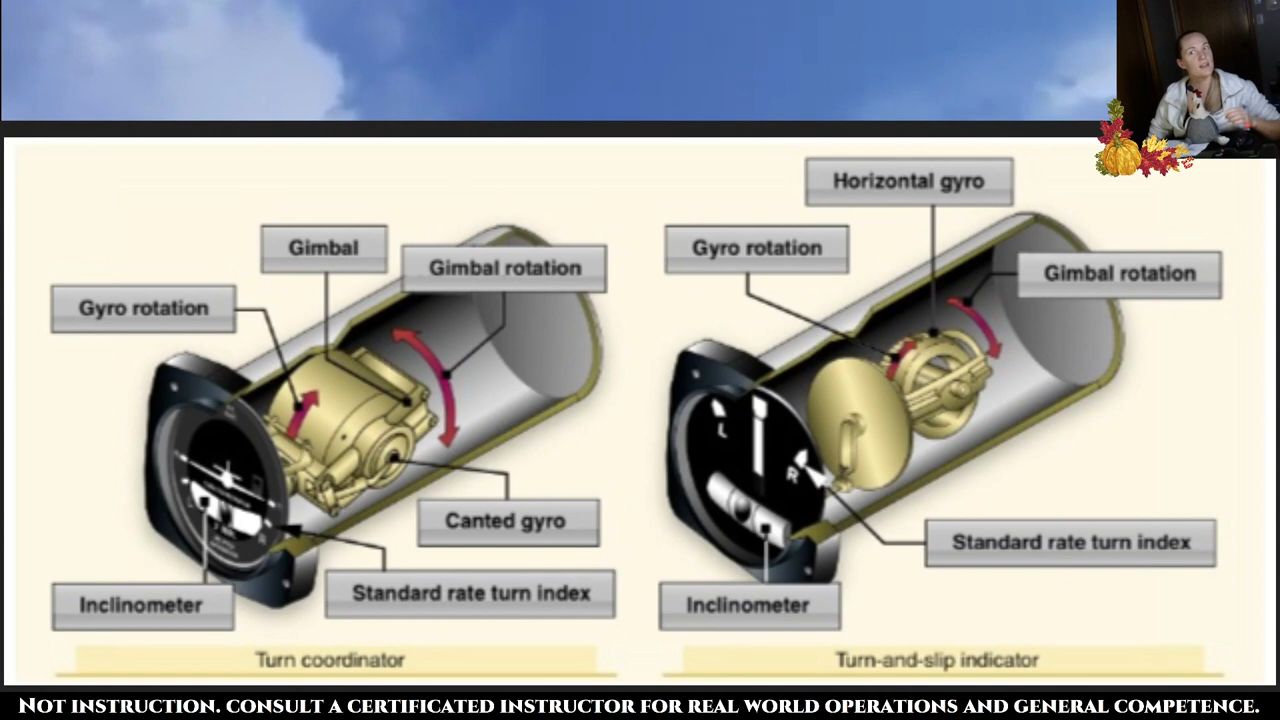 Horizontal gyro
Gimbal
Gimbal rotation
Gyro rotation
Gyro rotation
Gimbal rotation
L
R
Canted gyro
Standard rate turn index
Inclinometer
Standard rate turn index
Inclinometer
Turn coordinator
Turn-and-slip indicator
NOT INSTRUCTION. CONSULT A CERTIFICATED INSTRUCTOR FOR REAL WORLD OPERATIONS AND GENERAL COMPETENCE.